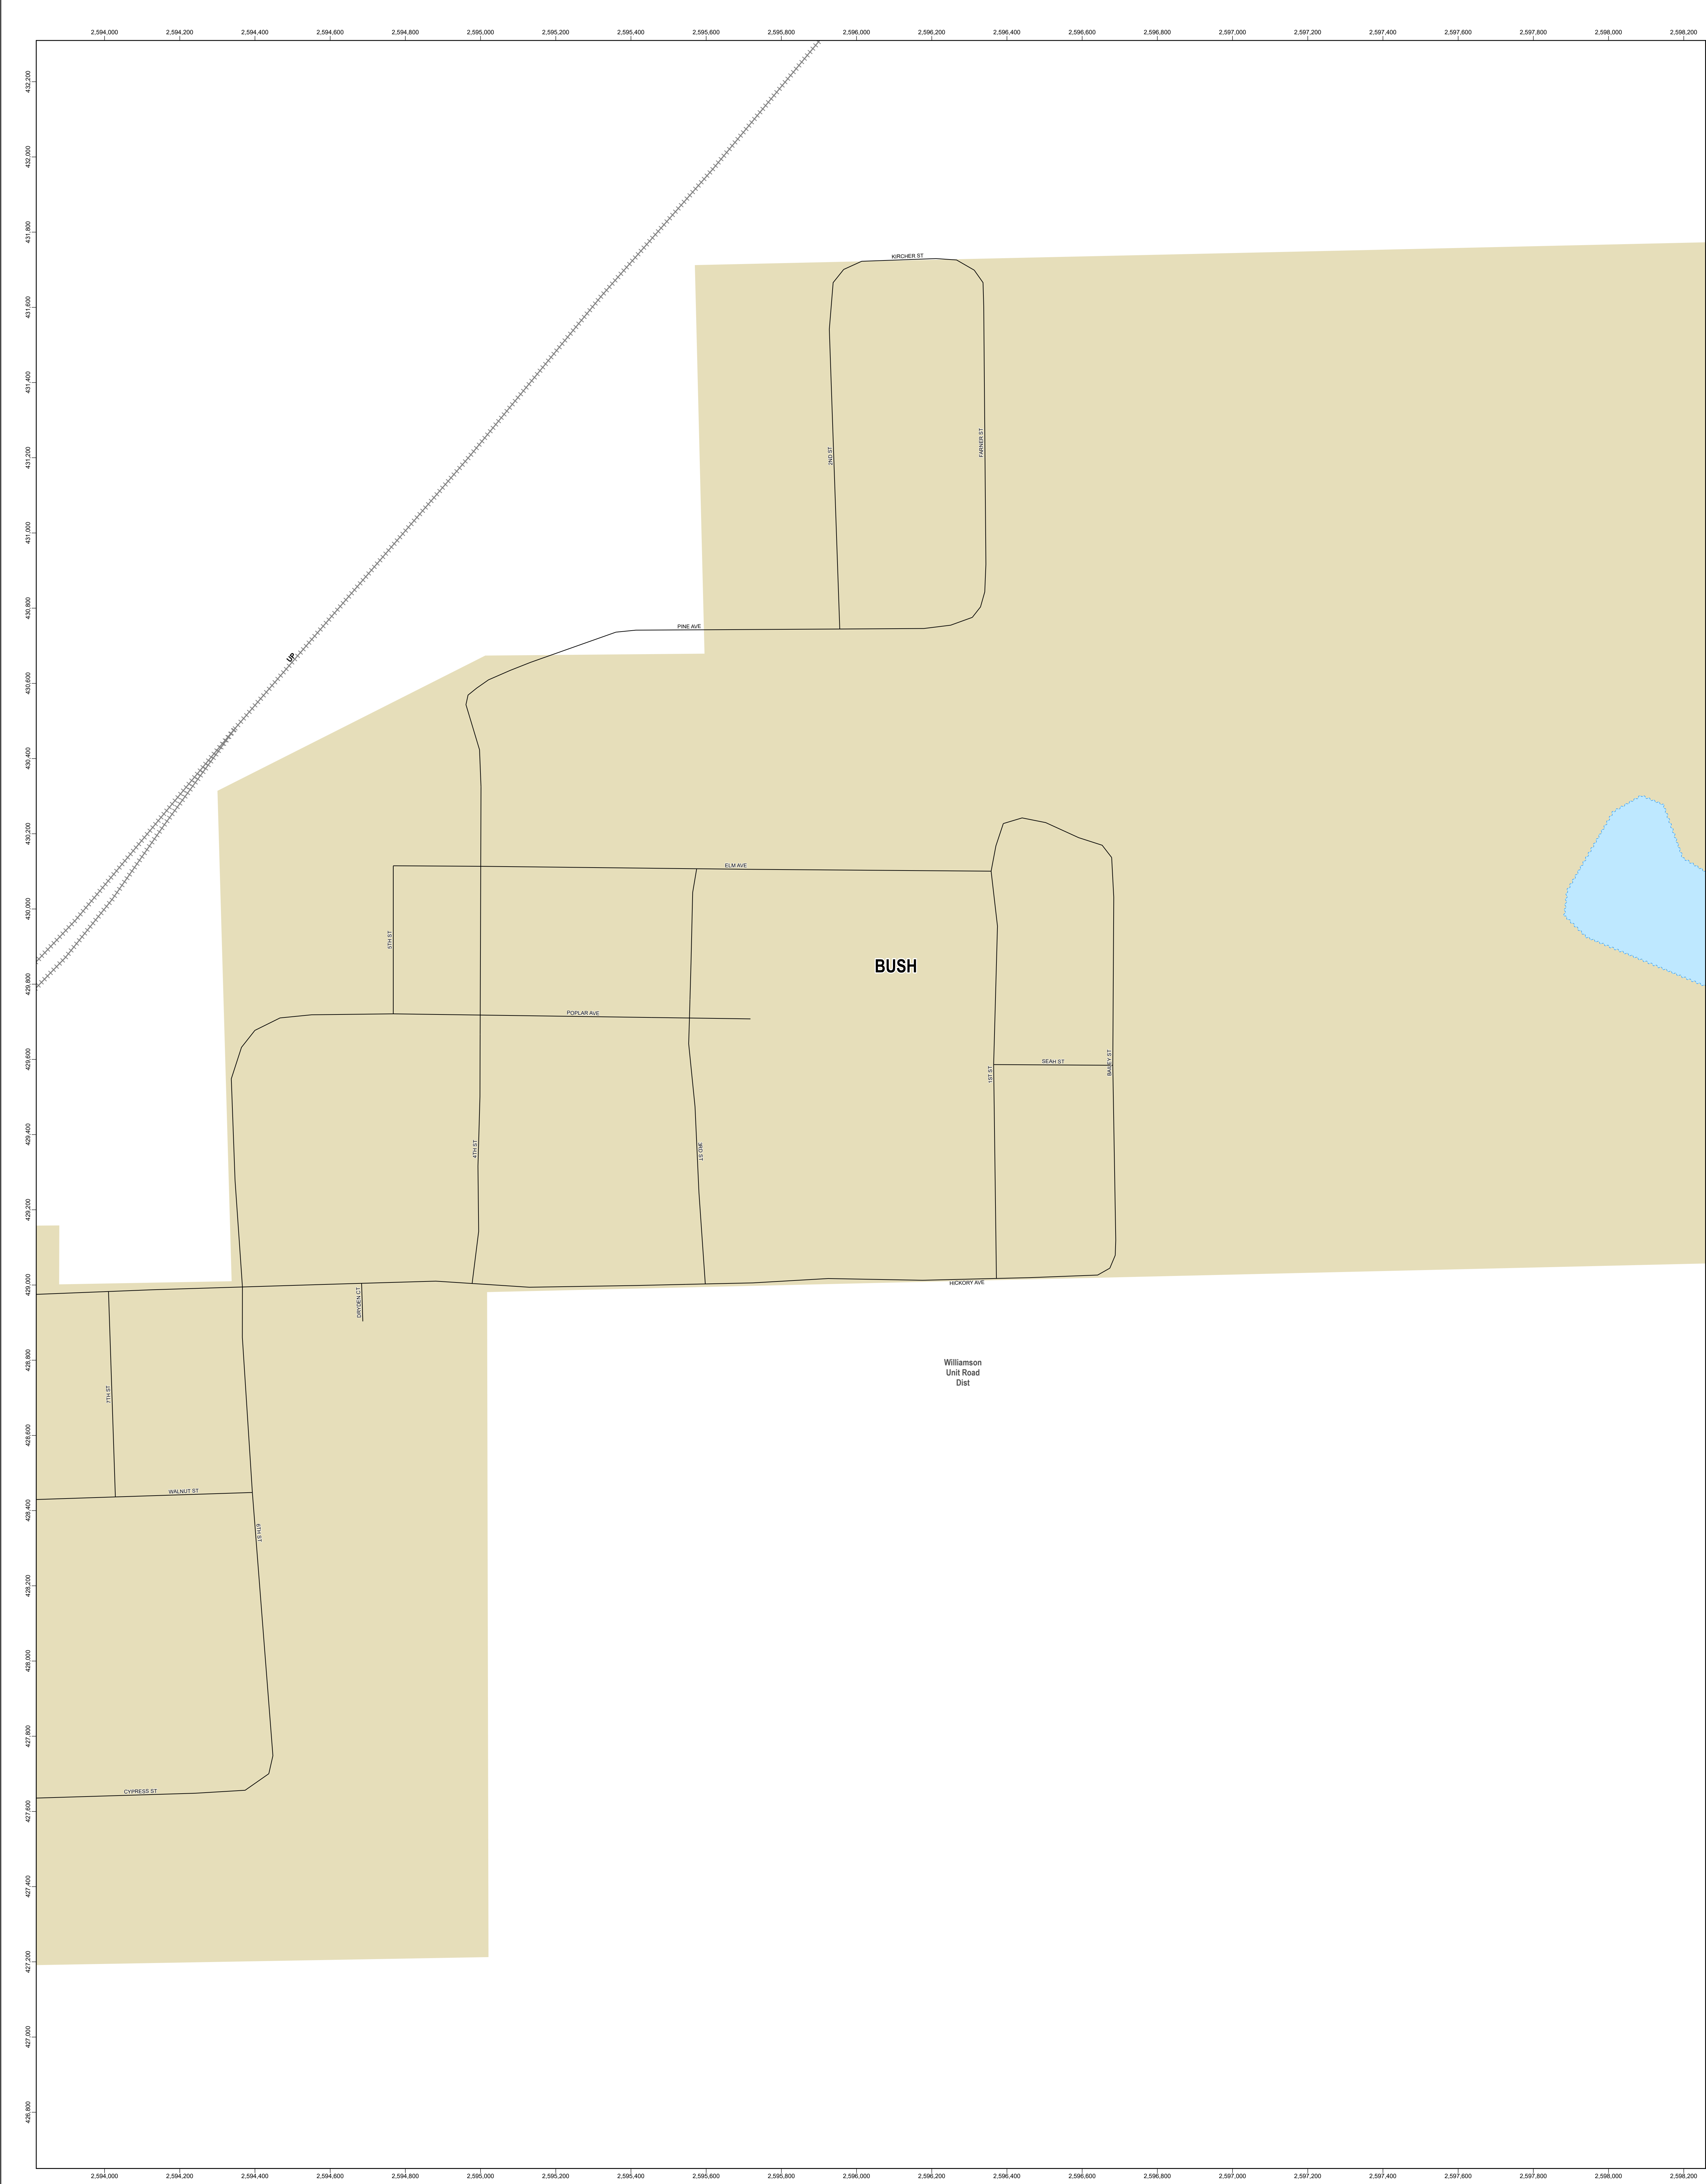 2,594,000 2,594,200 2,594,400 2,594,600 2,594,800 2,595,000 2,595,200 2,595,400 2,595,600 2,595,800 2,596,000 2,596,200 2,596,400 2,596,600 2,596,800 2,597,000 2,597,200 2,597,400 2,597,600 2,597,800 2,598,000 2,598,200
432,200
432,000
431,800
KIRCHER ST
431,600
431,400
2ND ST
FARNER ST
431,200
431,000
430,800
PINE AVE
UP
430,600
430,400
430,200
ELM AVE
430,000
5TH ST
BUSH
429,800
POPLAR AVE
429,600
SEAH ST
1ST ST
429,400
4TH ST
3RD ST
429,200
429,000
HICKORY AVE
DRYDEN CT
428,800
Williamson
Unit Road
Dist
7TH ST
428,600
WALNUT ST
428,400
6TH ST
428,200
428,000
427,800
CYPRESS ST
427,600
427,400
427,200
427,000
426,800
2,594,000 2,594,200 2,594,400 2,594,600 2,594,800 2,595,000 2,595,200 2,595,400 2,595,600 2,595,800 2,596,000 2,596,200 2,596,400 2,596,600 2,596,800 2,597,000 2,597,200 2,597,400 2,597,600 2,597,800 2,598,000 2,598,200